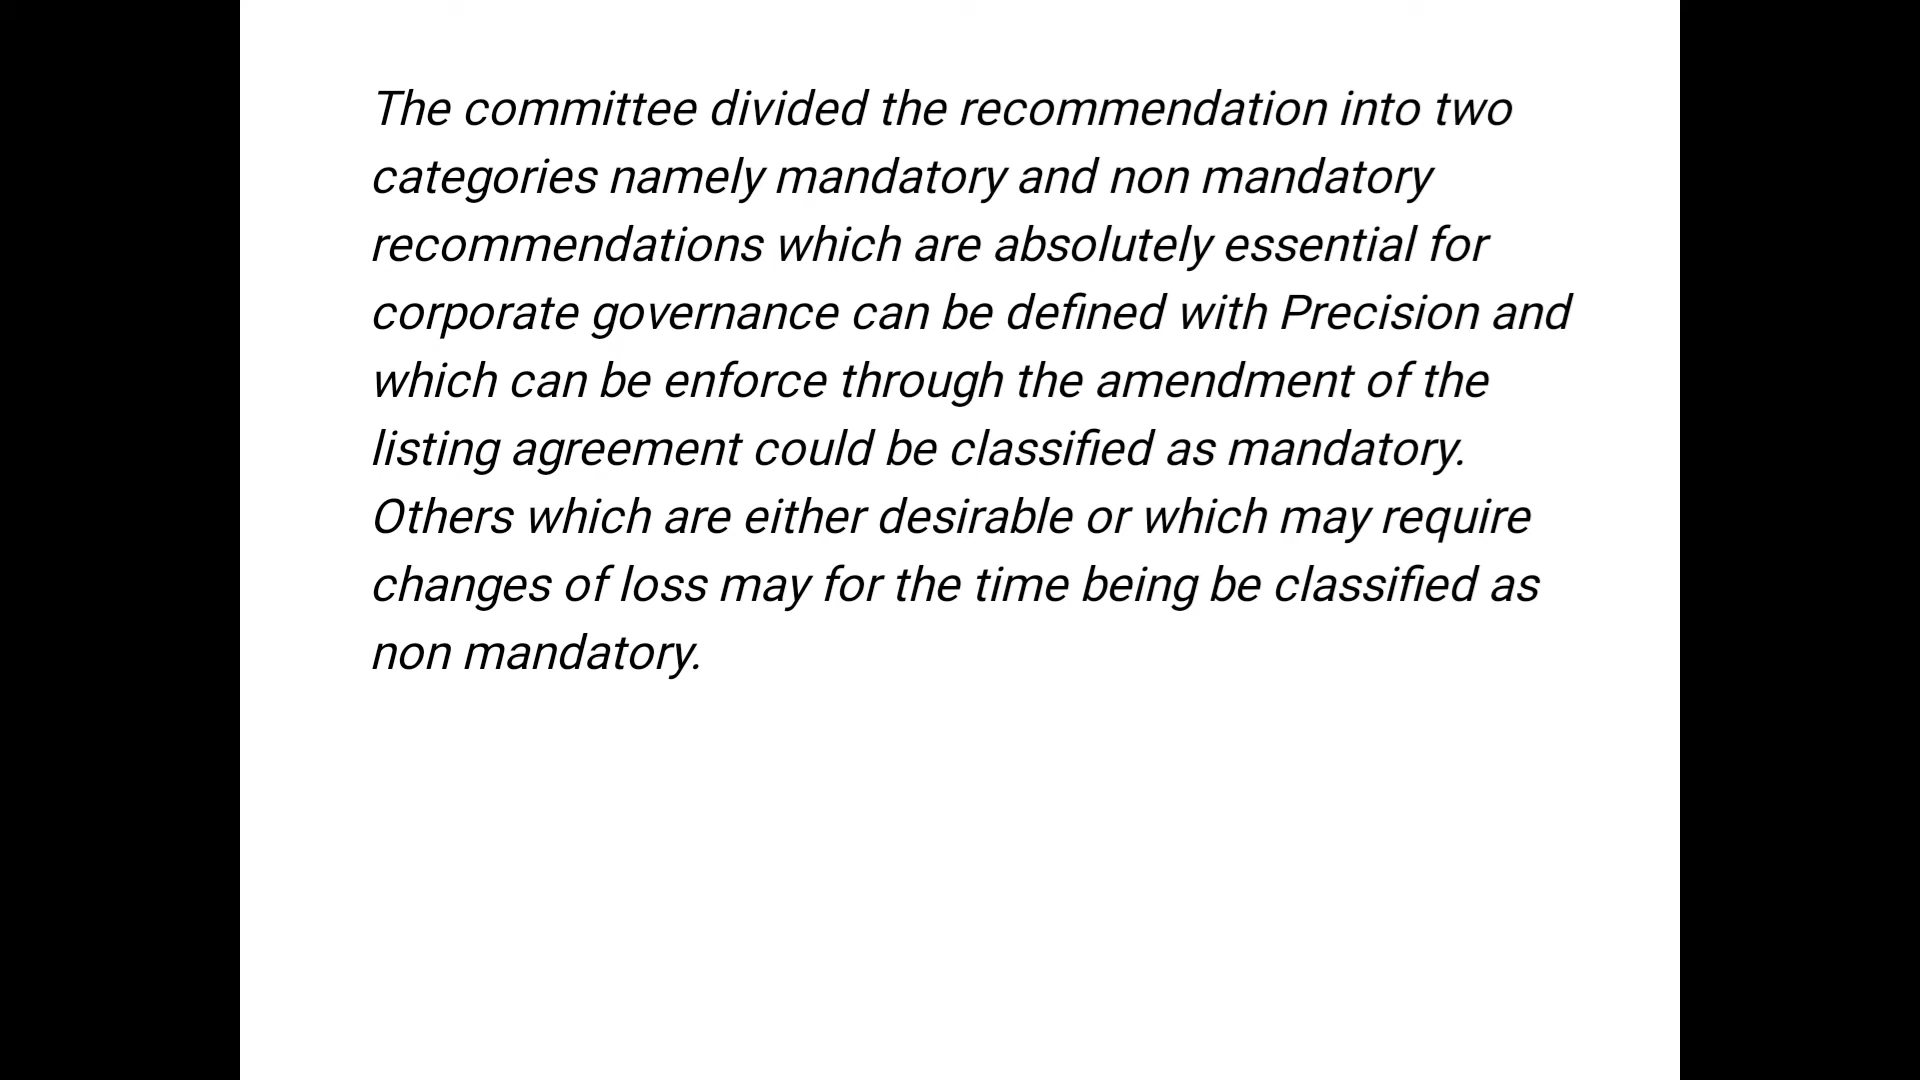 The committee divided the recommendation into two
categories namely mandatory and non mandatory
recommendations which are absolutely essential for
corporate governance can be defined with Precision and
which can be enforce through the amendment of the
listing agreement could be classified as mandatory.
Others which are either desirable or which may require
changes of loss may for the time being be classified as
non mandatory.